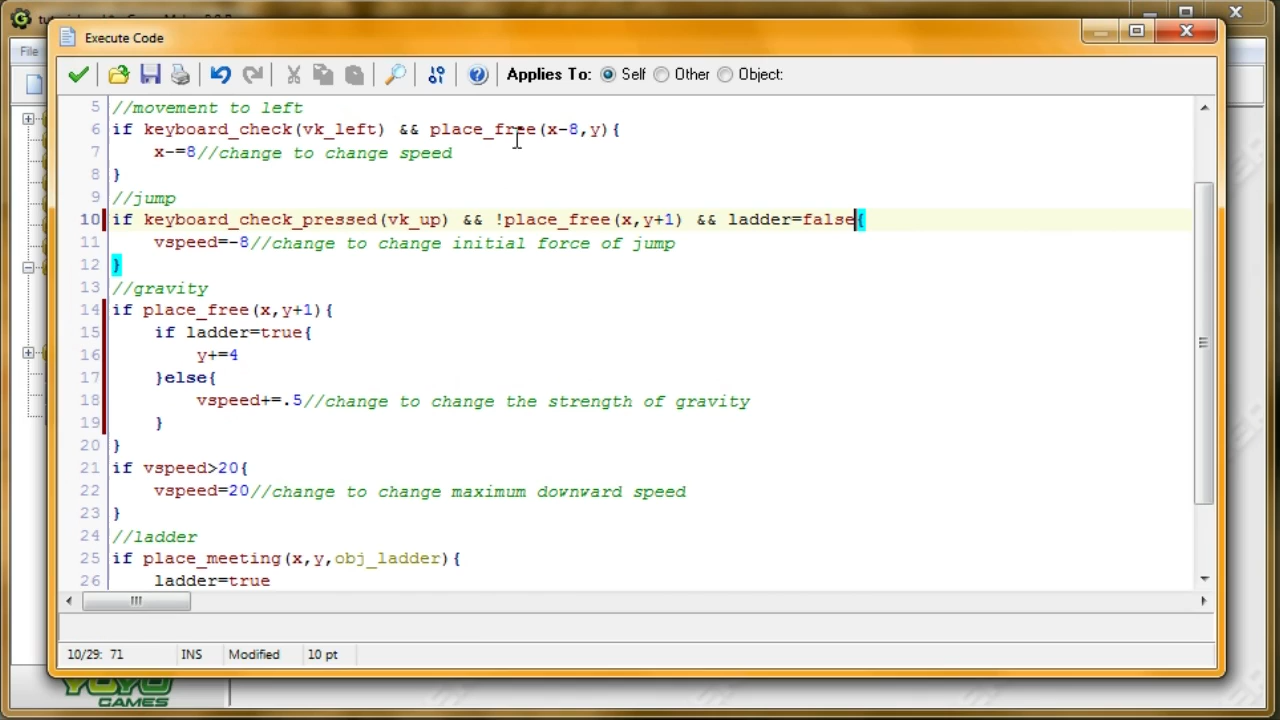 Execute Code
File
Applies To: Self Other Object:
5 //movement to left
6 if keyboard_check(vk_left) && place_free(x-8,y){
7 x-=8//change to change speed
8 }
9 //jump
10 if keyboard_check_pressed(vk_up) && !place_free(x,y+1) && ladder=false{
11 vspeed=-8//change to change initial force of jump
12 }
13 //gravity
14 if place_free(x,y+1){
15 if ladder=true{
16 y+=4
17 }else{
18 vspeed+=.5//change to change the strength of gravity
19 }
20 }
21 if vspeed>20{
22 vspeed=20//change to change maximum downward speed
23 }
24 //ladder
25 if place_meeting(x,y,obj_ladder){
26 ladder=true
10/29: 71 INS Modified 10 pt
YOYO
GAMES